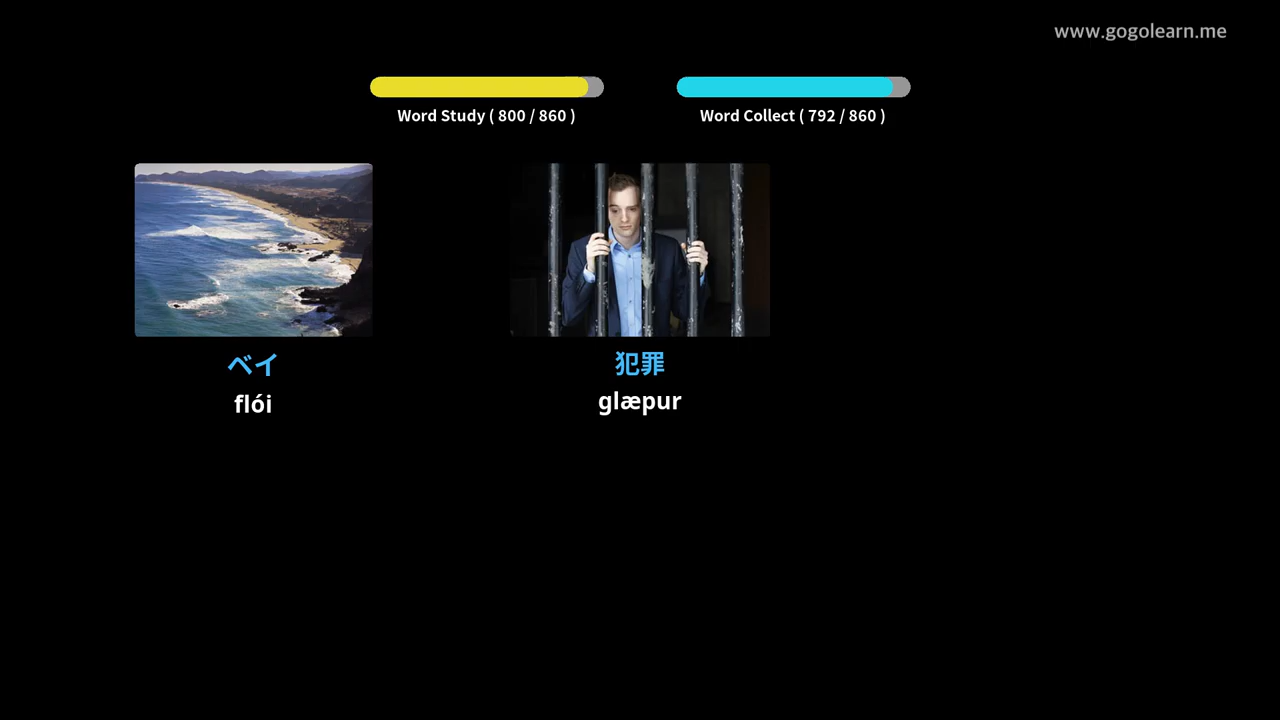 www.gogolearn.me
Word Study ( 800 / 860 )
Word Collect ( 792 / 860 )
ベイ
flói
犯罪
glæpur